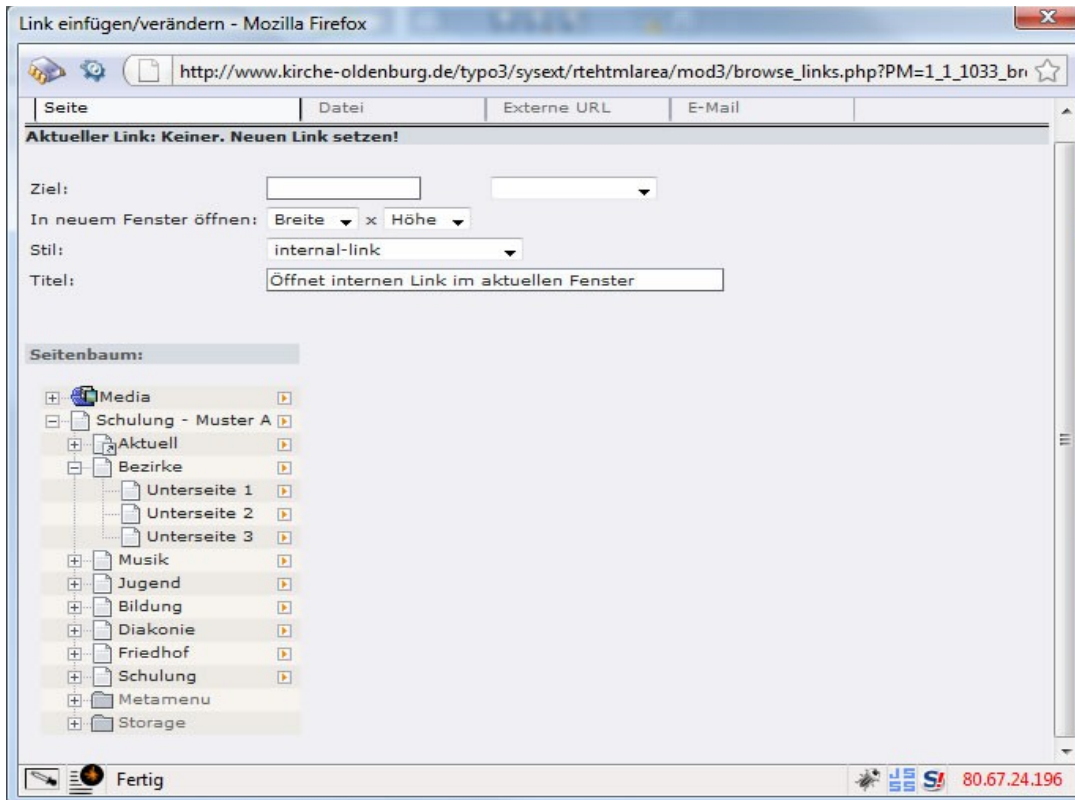 Link einfügen/verändern - Mozilla Firefox
http://www.kirche-oldenburg.de/typo3/sysext/rtehtmlarea/mod3/browse_links.php?PM=1_1_1033_br
Seite Datei Externe URL E-Mail
Aktueller Link: Keiner. Neuen Link setzen!
Ziel:
In neuem Fenster öffnen: Breite x Höhe
Stil: internal-link
Titel: Öffnet internen Link im aktuellen Fenster
Seitenbaum:
Media
Schulung - Muster A
Aktuell
Bezirke
Unterseite 1
Unterseite 2
Unterseite 3
Musik
Jugend
Bildung
Diakonie
Friedhof
Schulung
Metamenu
Storage
Fertig 80.67.24.196